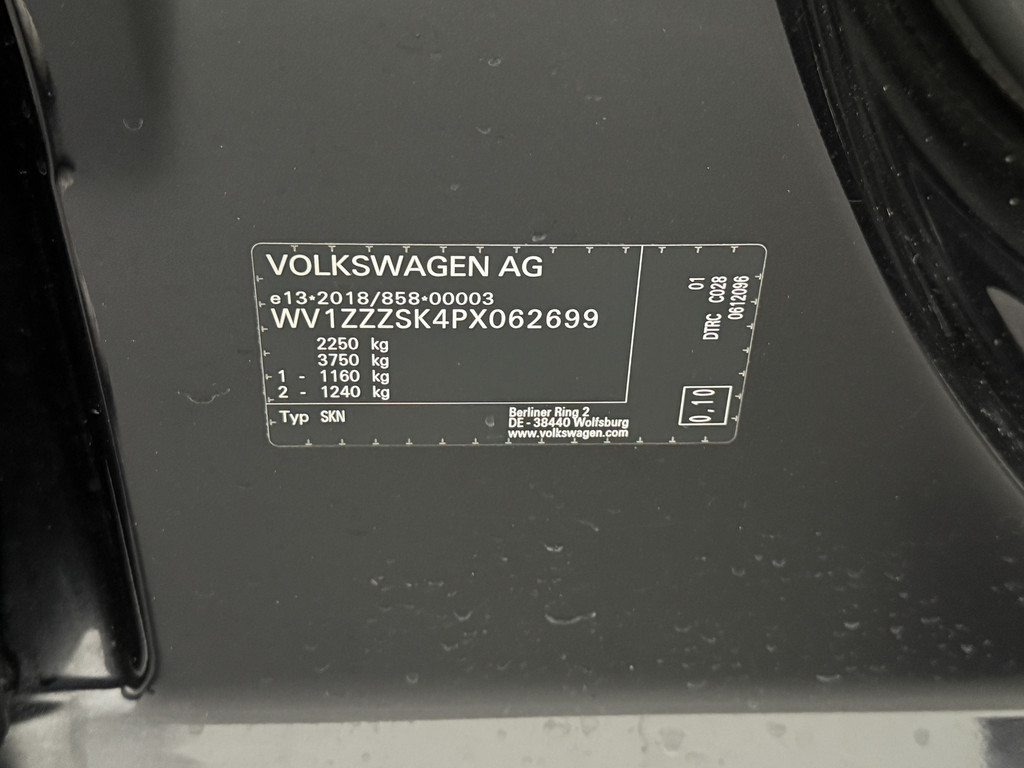 VOLKSWAGEN AG
e13*2018/858*00003
WV1ZZZSK4PX062699
2250 kg
3750 kg
1 - 1160 kg
2 - 1240 kg
Typ SKN
Berliner Ring 2
DE - 38440 Wolfsburg
www.volkswagen.com
01
DTRC C028
0612096
0,10